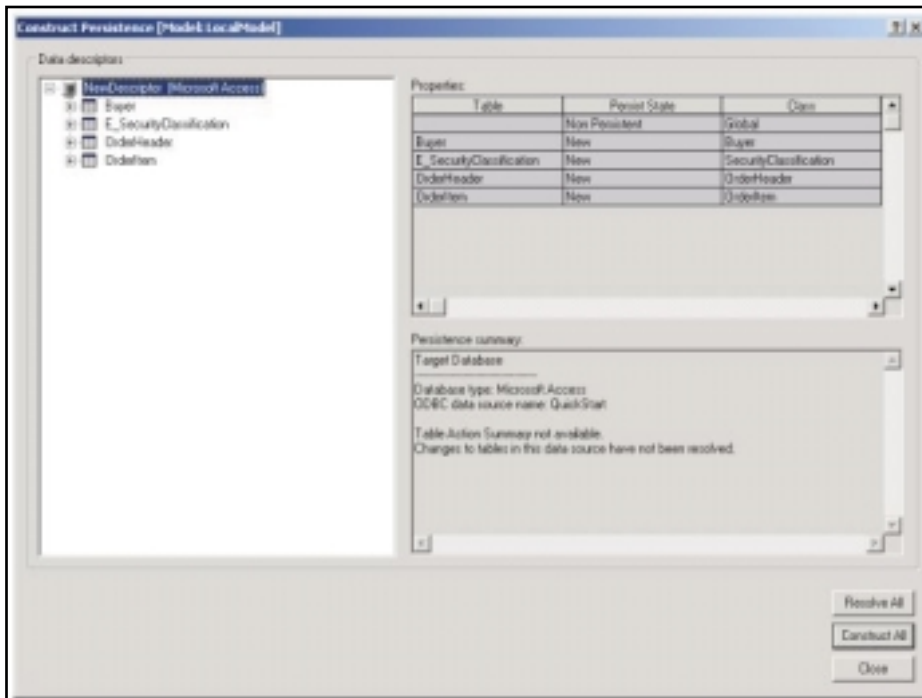 Construct Persistence [Model:LocalModel]
Data descriptors
NewDescriptor [Microsoft Access]
Buyer
E_SecurityClassification
OrderHeader
OrderItem
Properties:
Table Persist State Class
Non Persistent Global
Buyer New Buyer
E_SecurityClassification New SecurityClassification
OrderHeader New OrderHeader
OrderItem New OrderItem
Persistence summary:
Target Database
------------------------------
Database type: Microsoft Access
ODBC data source name: QuickStart
Table Action Summary not available.
Changes to tables in this data source have not been resolved.
Resolve All
Construct All
Close